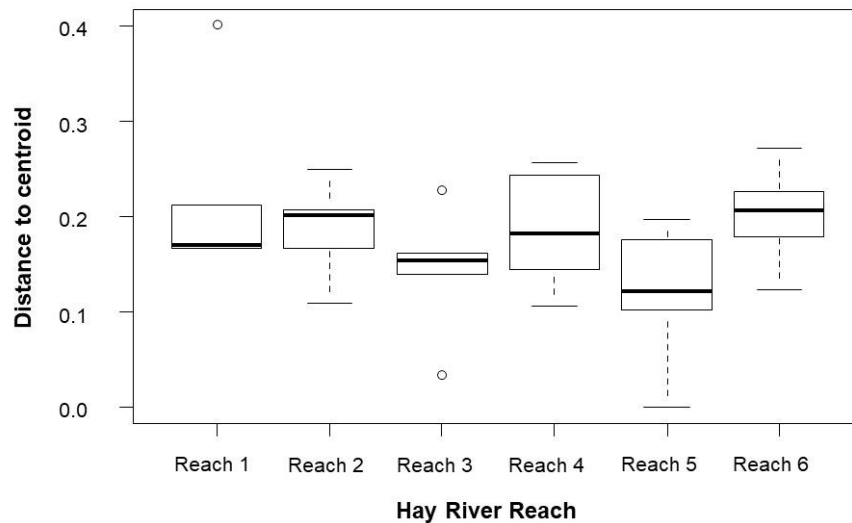 Distance to centroid
0.4
0.3
0.2
0.1
0.0
Reach 1 Reach 2 Reach 3 Reach 4 Reach 5 Reach 6
Hay River Reach